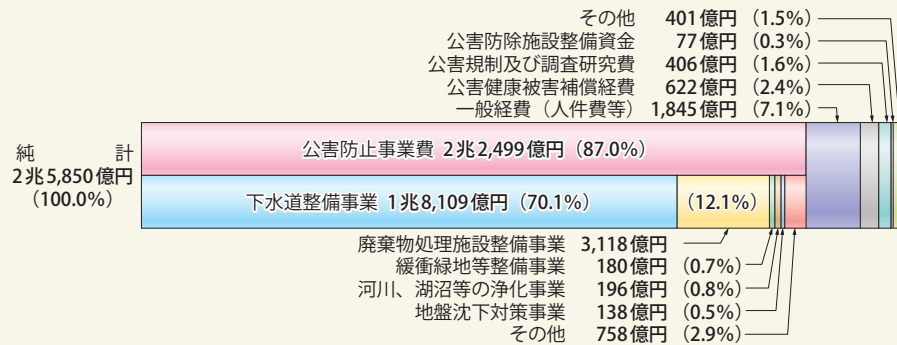 その他 401億円 (1.5%)
公害防除施設整備資金 77億円 (0.3%)
公害規制及び調査研究費 406億円 (1.6%)
公害健康被害補償経費 622億円 (2.4%)
一般経費(人件費等) 1,845億円 (7.1%)
純計
2兆5,850億円
(100.0%)
公害防止事業費 2兆2,499億円 (87.0%)
下水道整備事業 1兆8,109億円 (70.1%)
(12.1%)
廃棄物処理施設整備事業 3,118億円
緩衝緑地等整備事業 180億円 (0.7%)
河川、湖沼等の浄化事業 196億円 (0.8%)
地盤沈下対策事業 138億円 (0.5%)
その他 758億円 (2.9%)